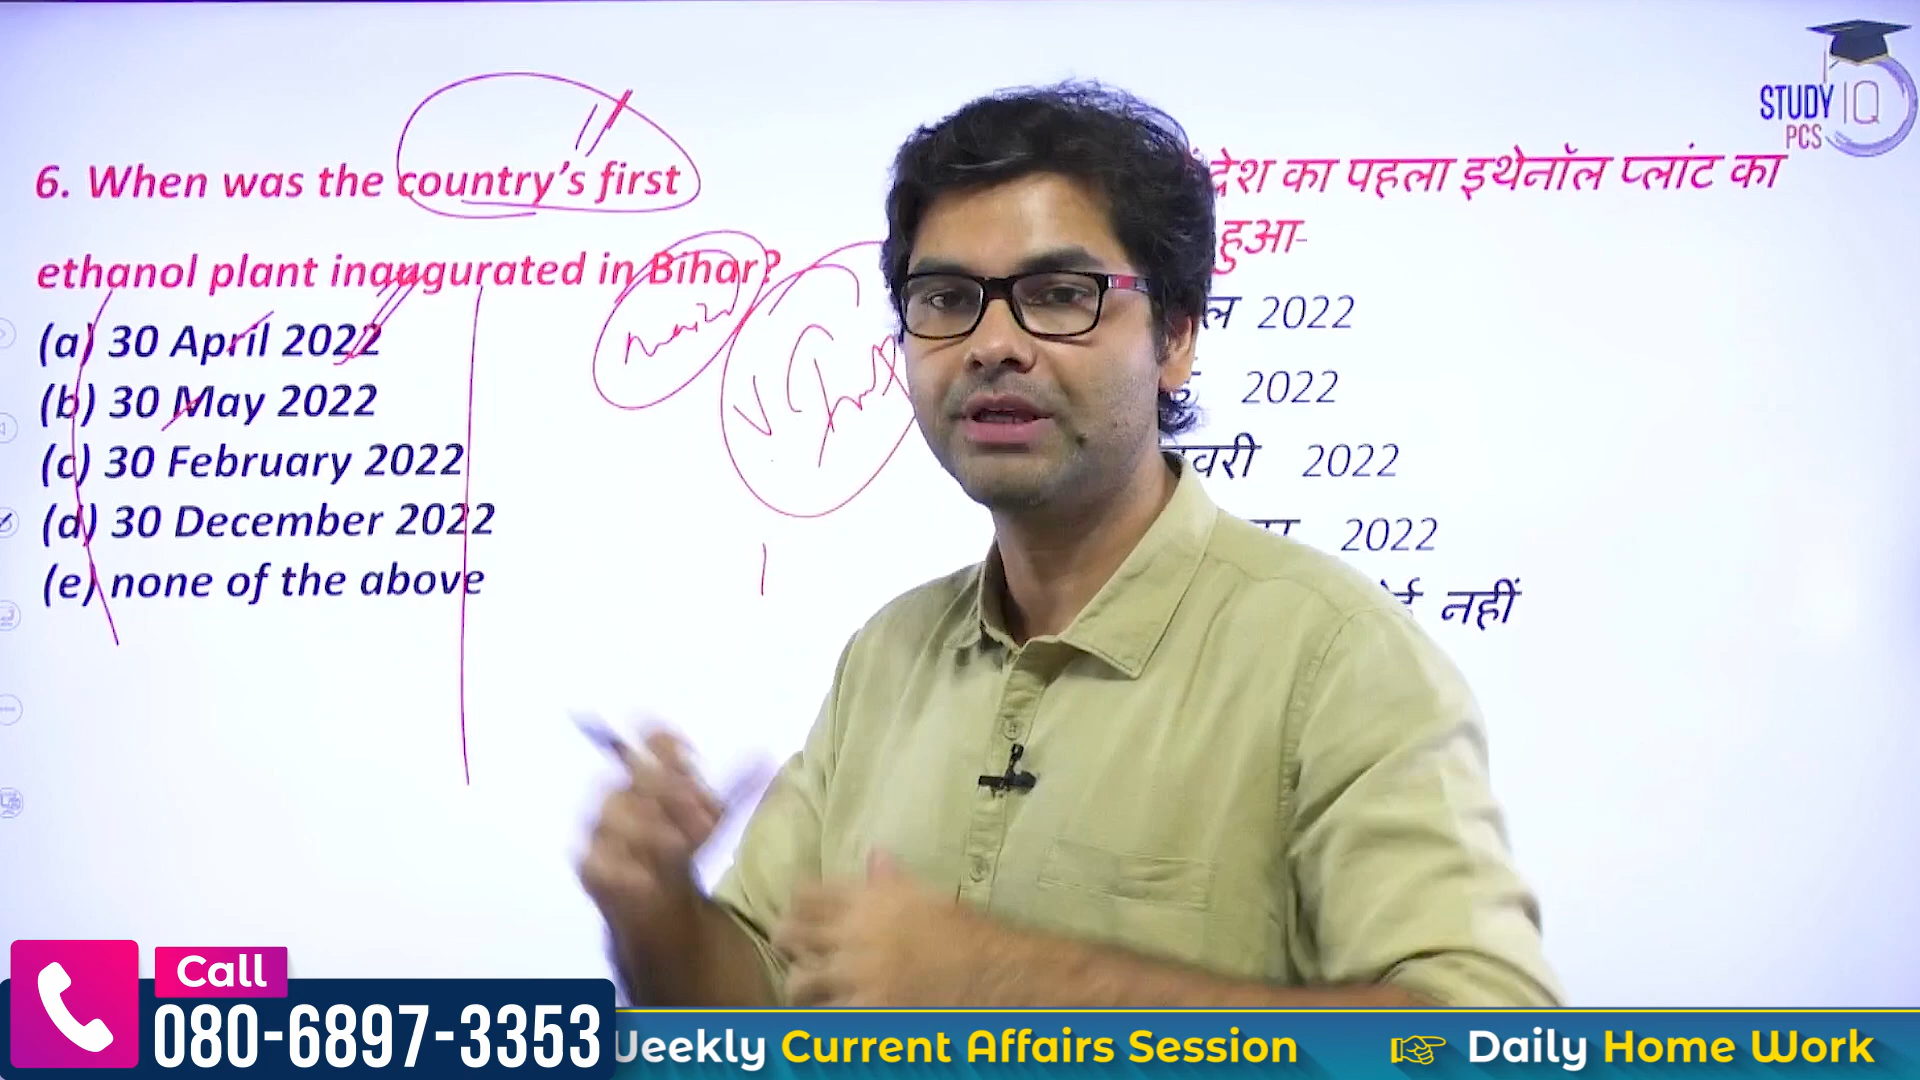 STUDY IQ
PCS
6. When was the country's first
ethanol plant inaugurated in Bihar?
(a) 30 April 2022
(b) 30 May 2022
(c) 30 February 2022
(d) 30 December 2022
(e) none of the above
देश का पहला इथेनॉल प्लांट का
हुआ-
2022
2022
2022
2022
नहीं
V. Imp
Call
080-6897-3353
Weekly Current Affairs Session
Daily Home Work